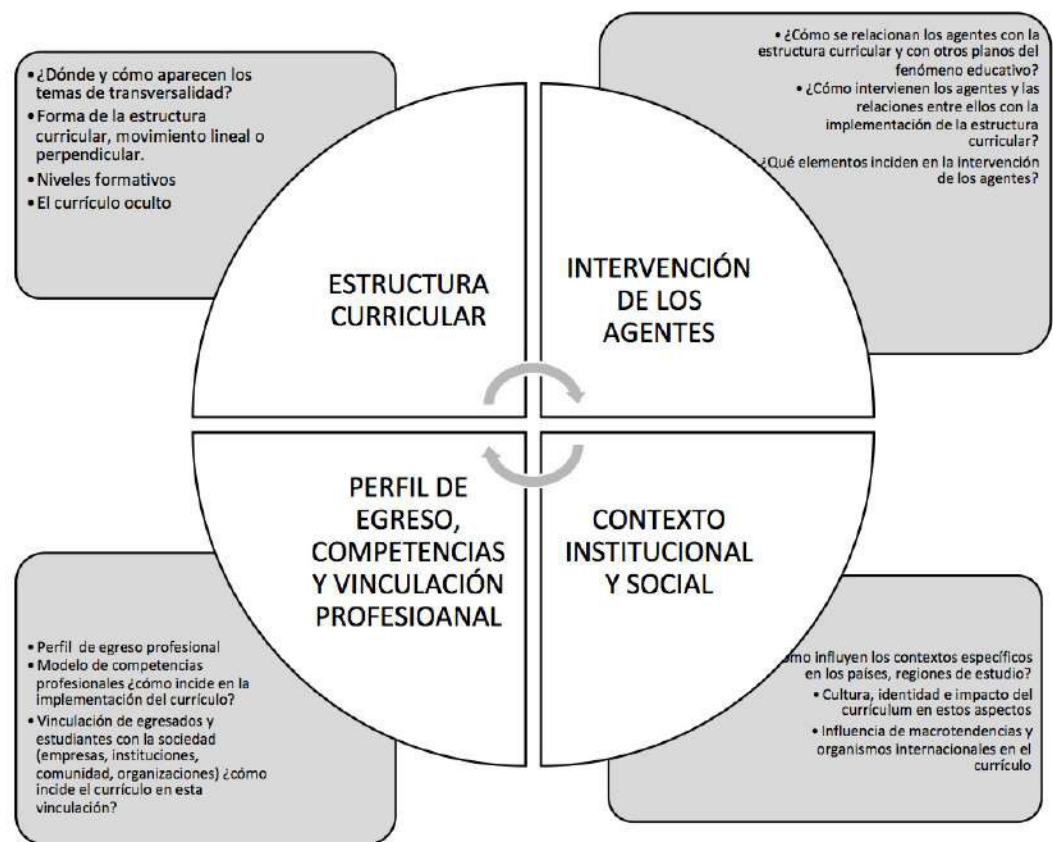 • ¿Dónde y cómo aparecen los
temas de transversalidad?
• Forma de la estructura
curricular, movimiento lineal o
perpendicular.
• Niveles formativos
• El currículo oculto
• ¿Cómo se relacionan los agentes con la
estructura curricular y con otros planos del
fenómeno educativo?
• ¿Cómo intervienen los agentes y las
relaciones entre ellos con la
implementación de la estructura
curricular?
¿Qué elementos inciden en la intervención
de los agentes?
ESTRUCTURA
CURRICULAR
INTERVENCIÓN
DE LOS
AGENTES
PERFIL DE
EGRESO,
COMPETENCIAS
Y VINCULACIÓN
PROFESIOANAL
CONTEXTO
INSTITUCIONAL
Y SOCIAL
• Perfil de egreso profesional
• Modelo de competencias
profesionales ¿cómo incide en la
implementación del currículo?
• Vinculación de egresados y
estudiantes con la sociedad
(empresas, instituciones,
comunidad, organizaciones) ¿cómo
incide el currículo en esta
vinculación?
influyen los contextos específicos
en los países, regiones de estudio?
• Cultura, identidad e impacto del
currículum en estos aspectos
• Influencia de macrotendencias y
organismos internacionales en el
currículo